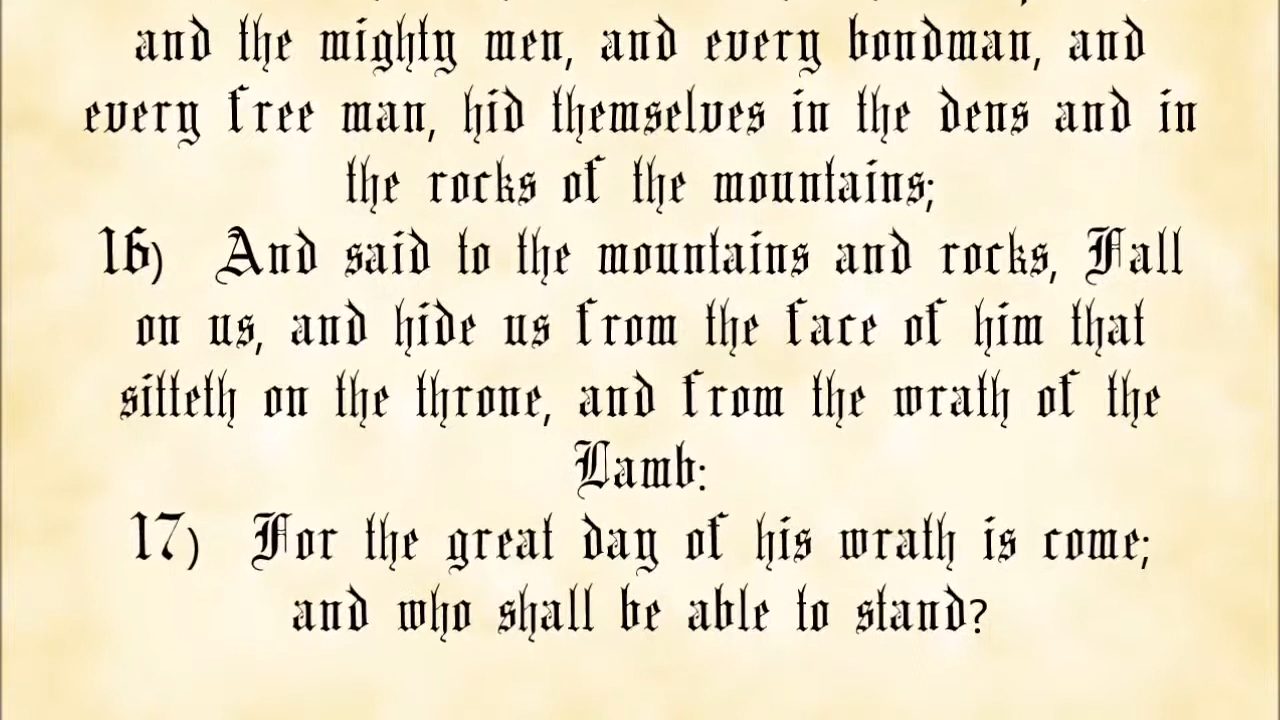 and the mighty men, and every bondman, and
every free man, hid themselves in the dens and in
the rocks of the mountains;
16) And said to the mountains and rocks, Fall
on us, and hide us from the face of him that
sitteth on the throne, and from the wrath of the
Lamb:
17) For the great day of his wrath is come;
and who shall be able to stand?